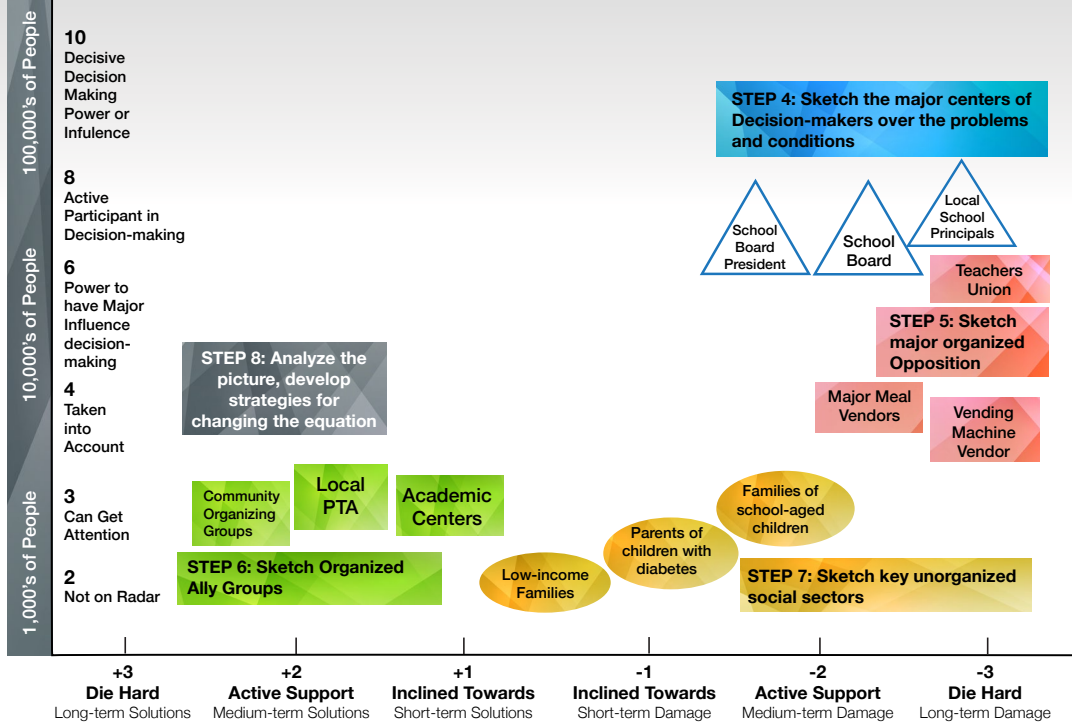 100,000's of People
10,000's of People
1,000's of People
10
Decisive
Decision
Making
Power or
Infulence
8
Active
Participant in
Decision-making
6
Power to
have Major
Influence
decision-
making
4
Taken
into
Account
3
Can Get
Attention
2
Not on Radar
STEP 4: Sketch the major centers of
Decision-makers over the problems
and conditions
School
Board
President
School
Board
Local
School
Principals
Teachers
Union
STEP 5: Sketch
major organized
Opposition
Major Meal
Vendors
Vending
Machine
Vendor
STEP 8: Analyze the
picture, develop
strategies for
changing the equation
Community
Organizing
Groups
Local
PTA
Academic
Centers
STEP 6: Sketch Organized
Ally Groups
Low-income
Families
Parents of
children with
diabetes
Families of
school-aged
children
STEP 7: Sketch key unorganized
social sectors
+3
Die Hard
Long-term Solutions
+2
Active Support
Medium-term Solutions
+1
Inclined Towards
Short-term Solutions
-1
Inclined Towards
Short-term Damage
-2
Active Support
Medium-term Damage
-3
Die Hard
Long-term Damage